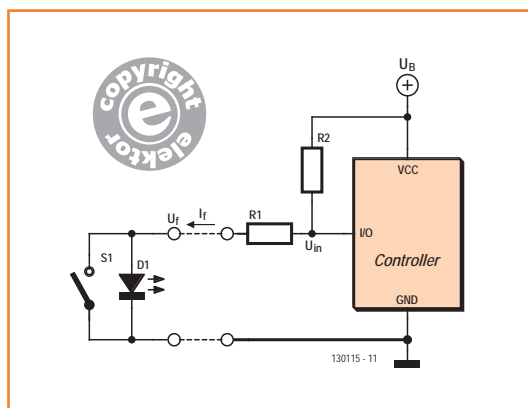 copyright
e
elektor
UB
R2
VCC
Uf
If
R1
Uin
I/O
Controller
S1
D1
GND
130115 - 11